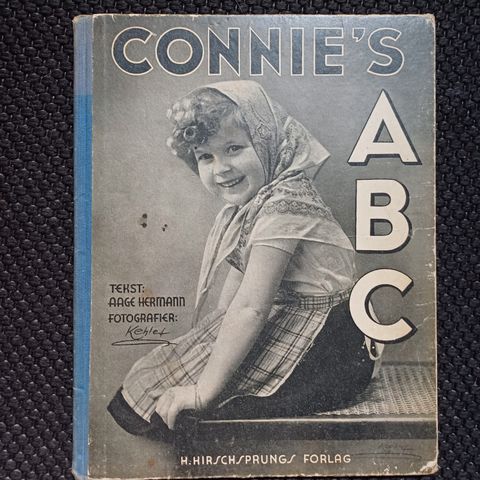 CONNIE'S
A
B
C
TEKST:
AAGE HERMANN
FOTOGRAFIER:
Kehlet
H. HIRSCHSPRUNGS FORLAG